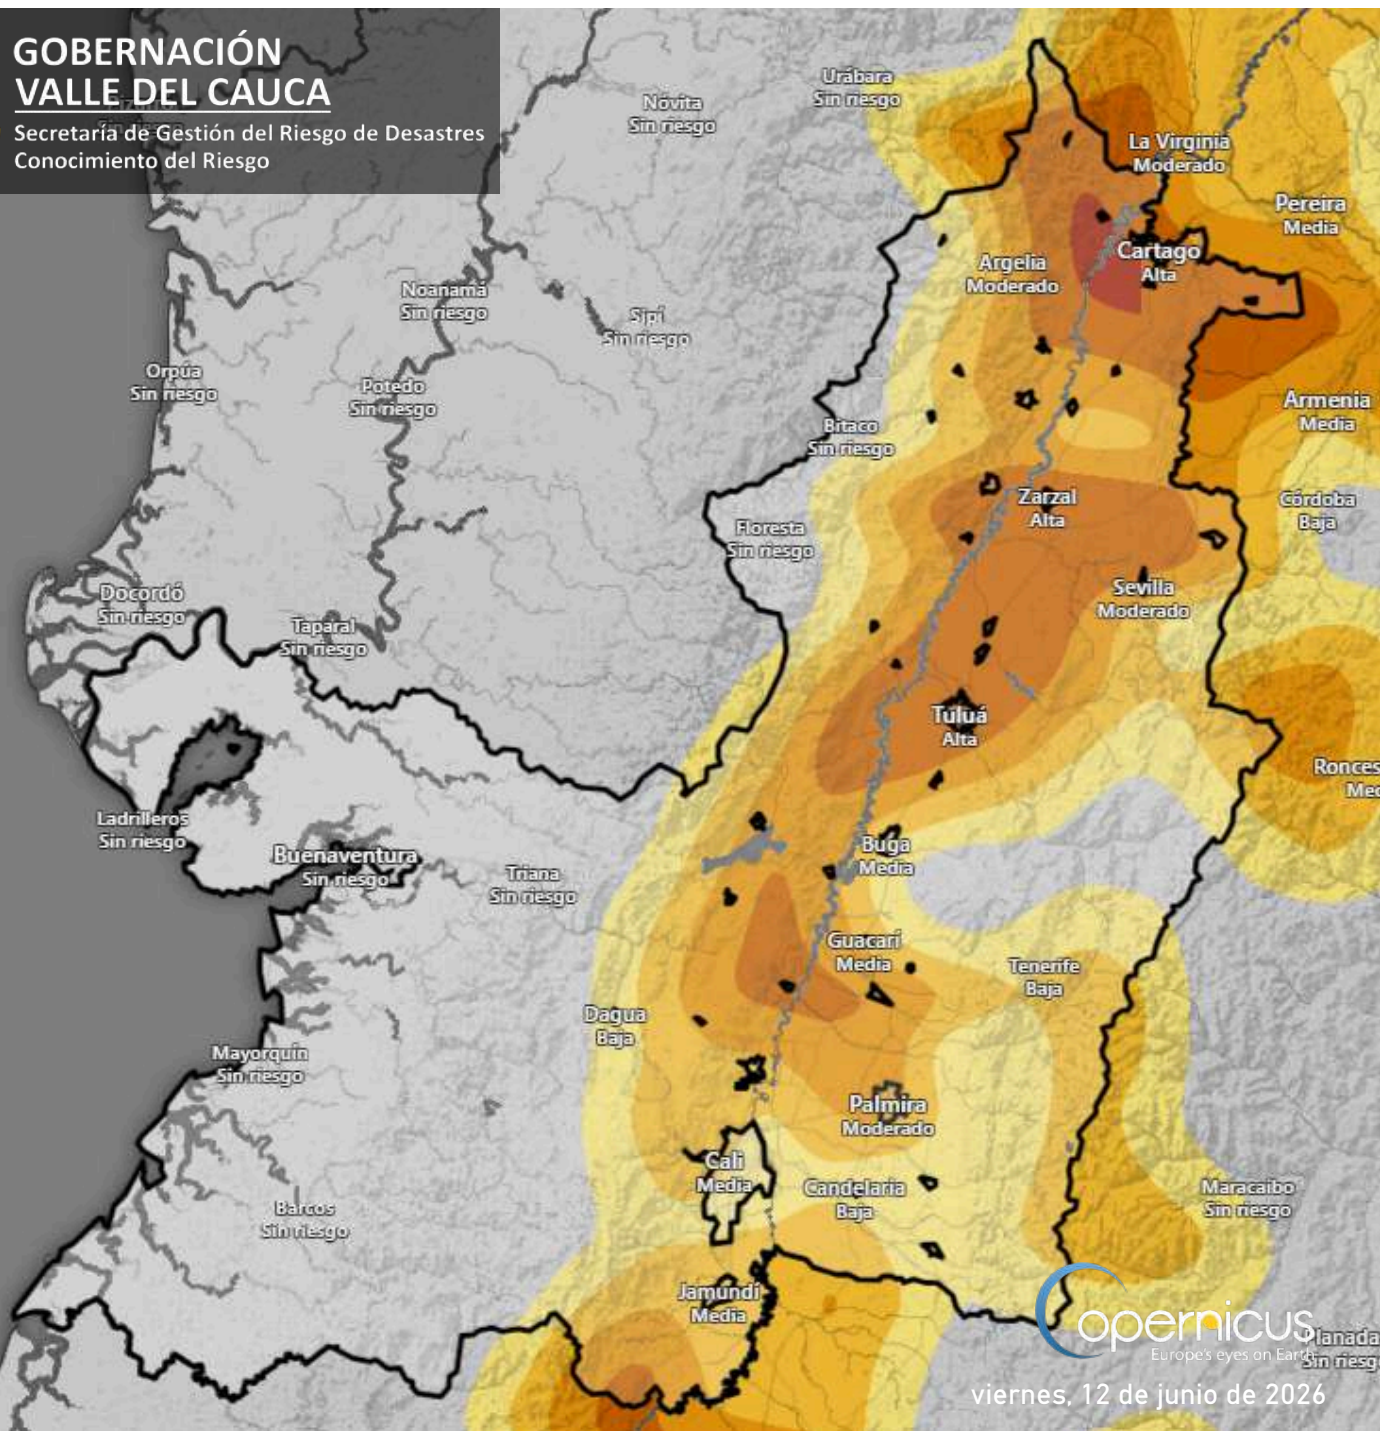 GOBERNACIÓN
VALLE DEL CAUCA
Secretaría de Gestión del Riesgo de Desastres
Conocimiento del Riesgo
Urábara
Sin riesgo
Nóvita
Sin riesgo
La Virginia
Moderado
Pereira
Media
Cartago
Alta
Argelia
Moderado
Noanamá
Sin riesgo
Sipí
Sin riesgo
Orpúa
Sin riesgo
Potedo
Sin riesgo
Armenia
Media
Bitaco
Sin riesgo
Zarzal
Alta
Córdoba
Baja
Floresta
Sin riesgo
Docordó
Sin riesgo
Sevilla
Moderado
Taparal
Sin riesgo
Tuluá
Alta
Ronces
Med
Ladrilleros
Sin riesgo
Buenaventura
Sin riesgo
Buga
Media
Triana
Sin riesgo
Guacarí
Media
Tenerife
Baja
Dagua
Baja
Mayorquín
Sin riesgo
Palmira
Moderado
Cali
Media
Candelaria
Baja
Maracaibo
Sin riesgo
Barcos
Sin riesgo
Jamundí
Media
opernicus
Europe's eyes on Earth
Planada
Sin riesg
viernes, 12 de junio de 2026